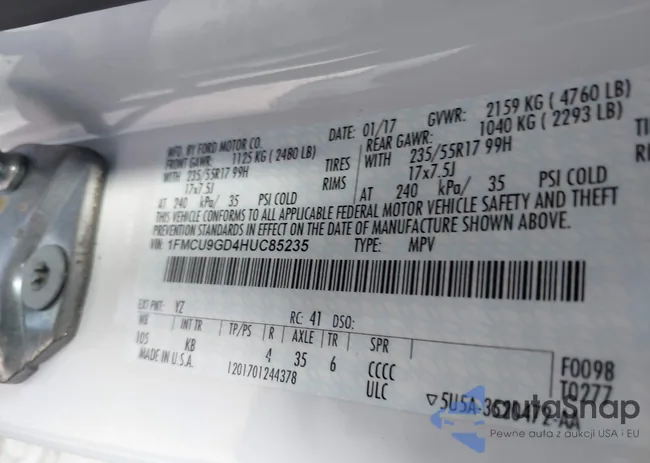 MFD. BY FORD MOTOR CO.
DATE: 01/17 GVWR: 2159 KG ( 4760 LB)
FRONT GAWR: 1125 KG ( 2480 LB) REAR GAWR: 1040 KG ( 2293 LB)
WITH 235/55R17 99H TIRES WITH 235/55R17 99H
17x7.5J RIMS 17x7.5J
AT 240 kPa/ 35 PSI COLD AT 240 kPa/ 35 PSI COLD
THIS VEHICLE CONFORMS TO ALL APPLICABLE FEDERAL MOTOR VEHICLE SAFETY AND THEFT
PREVENTION STANDARDS IN EFFECT ON THE DATE OF MANUFACTURE SHOWN ABOVE.
VIN: 1FMCU9GD4HUC85235 TYPE: MPV
EXT PNT: YZ RC: 41 DSO:
WB INT TR TP/PS R AXLE TR SPR
105 KB 4 35 6 CCCC F0098
MADE IN U.S.A. 1201701244378 ULC T0277
▽5U5A-3520472-AA
AutaSnap
Pewne auta z aukcji USA i EU